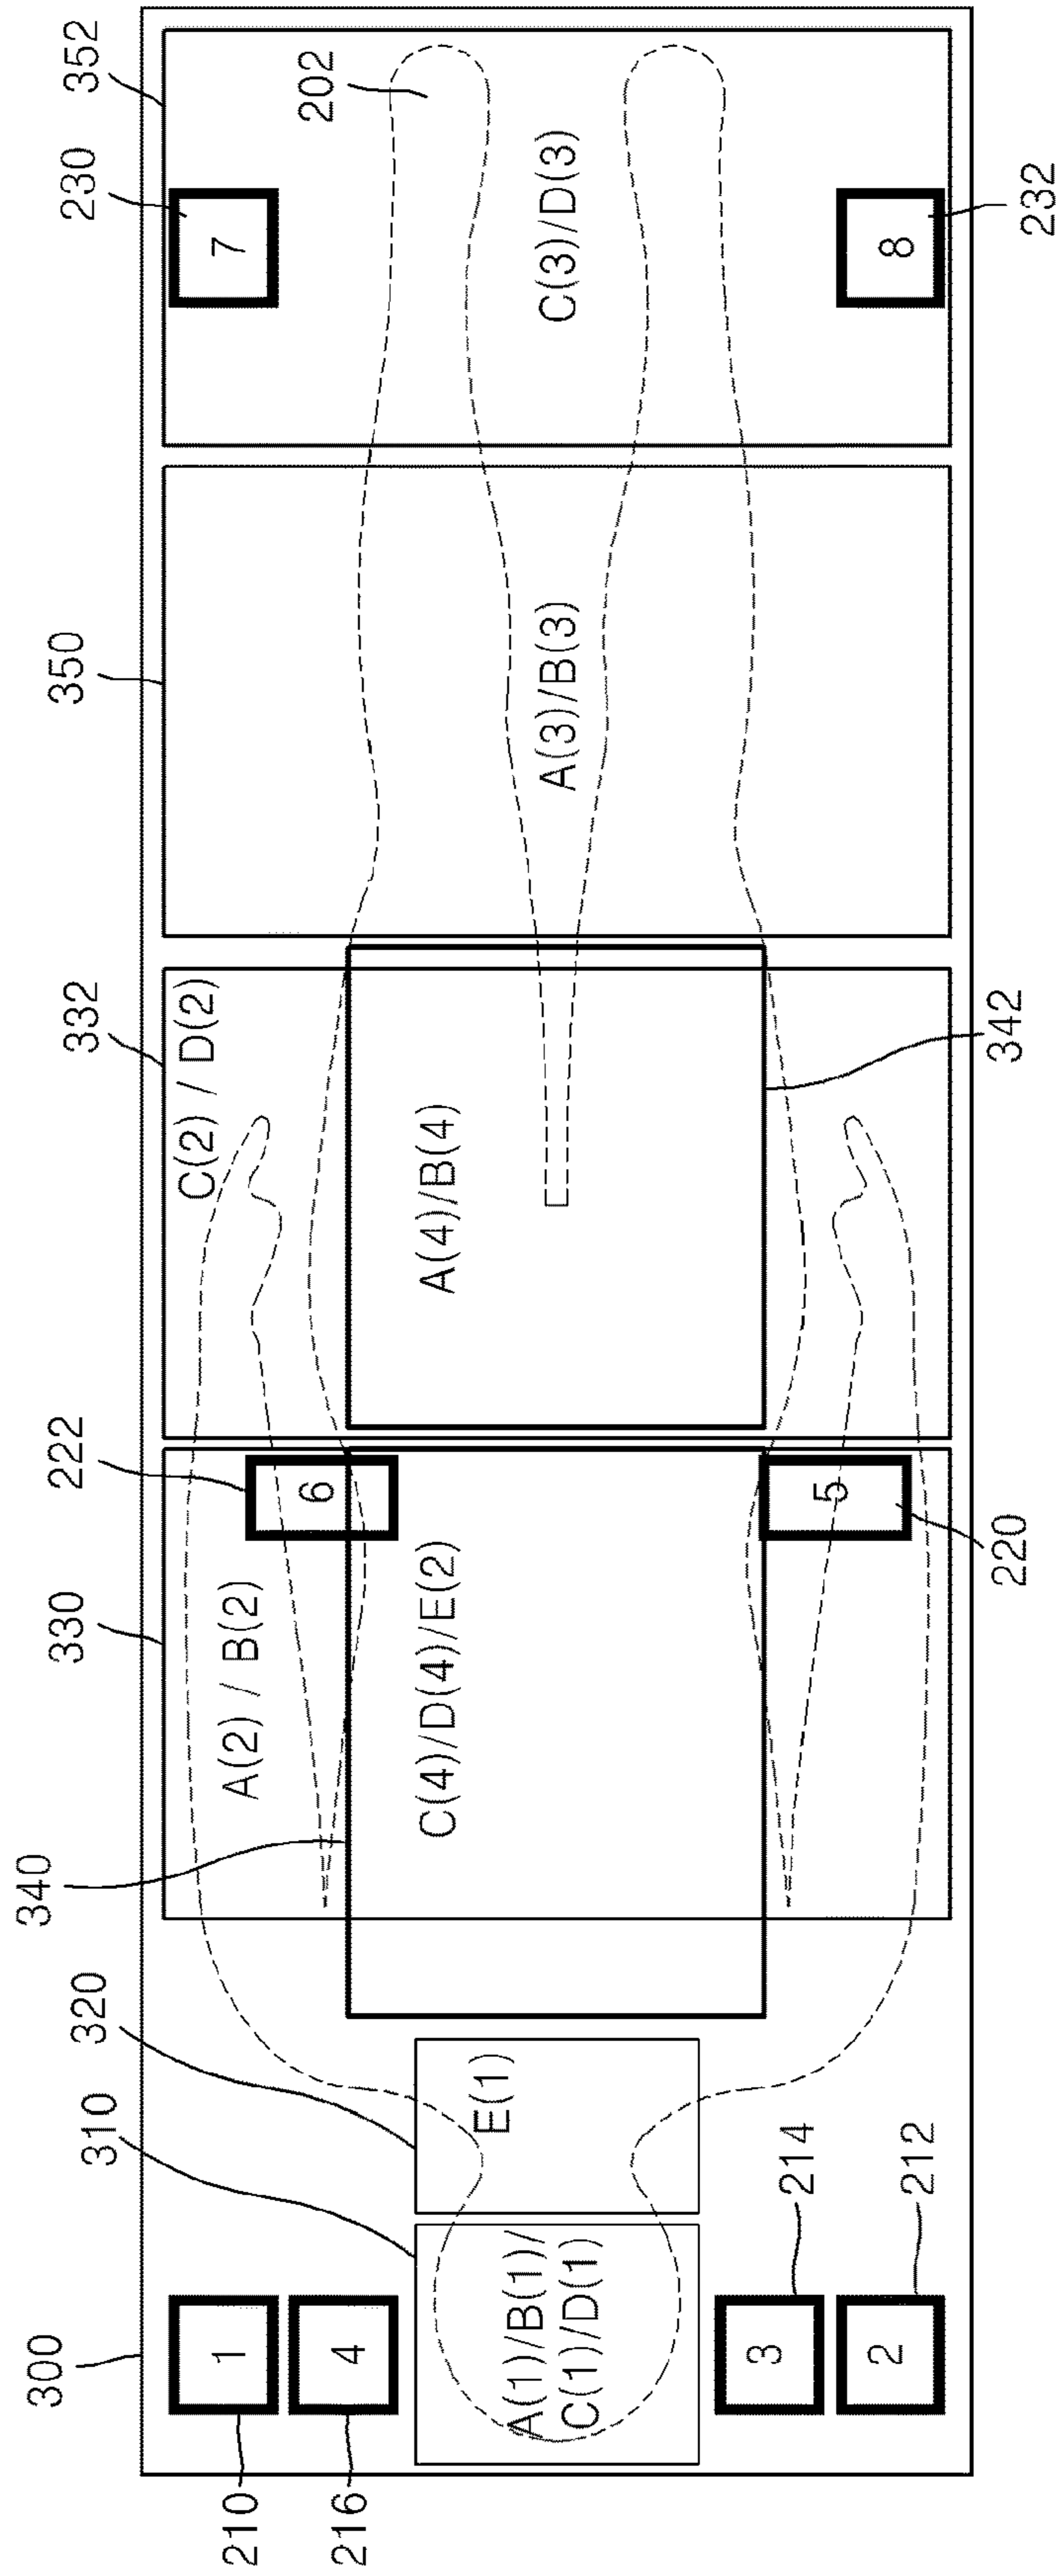 300
310
320
340
330
222
332
350
230
352
210
1
A(2) / B(2)
C(2) / D(2)
7
202
216
4
6
A(1)/B(1)/
C(1)/D(1)
E(1)
C(4)/D(4)/E(2)
A(4)/B(4)
A(3)/B(3)
C(3)/D(3)
3
214
5
2
212
8
220
342
232